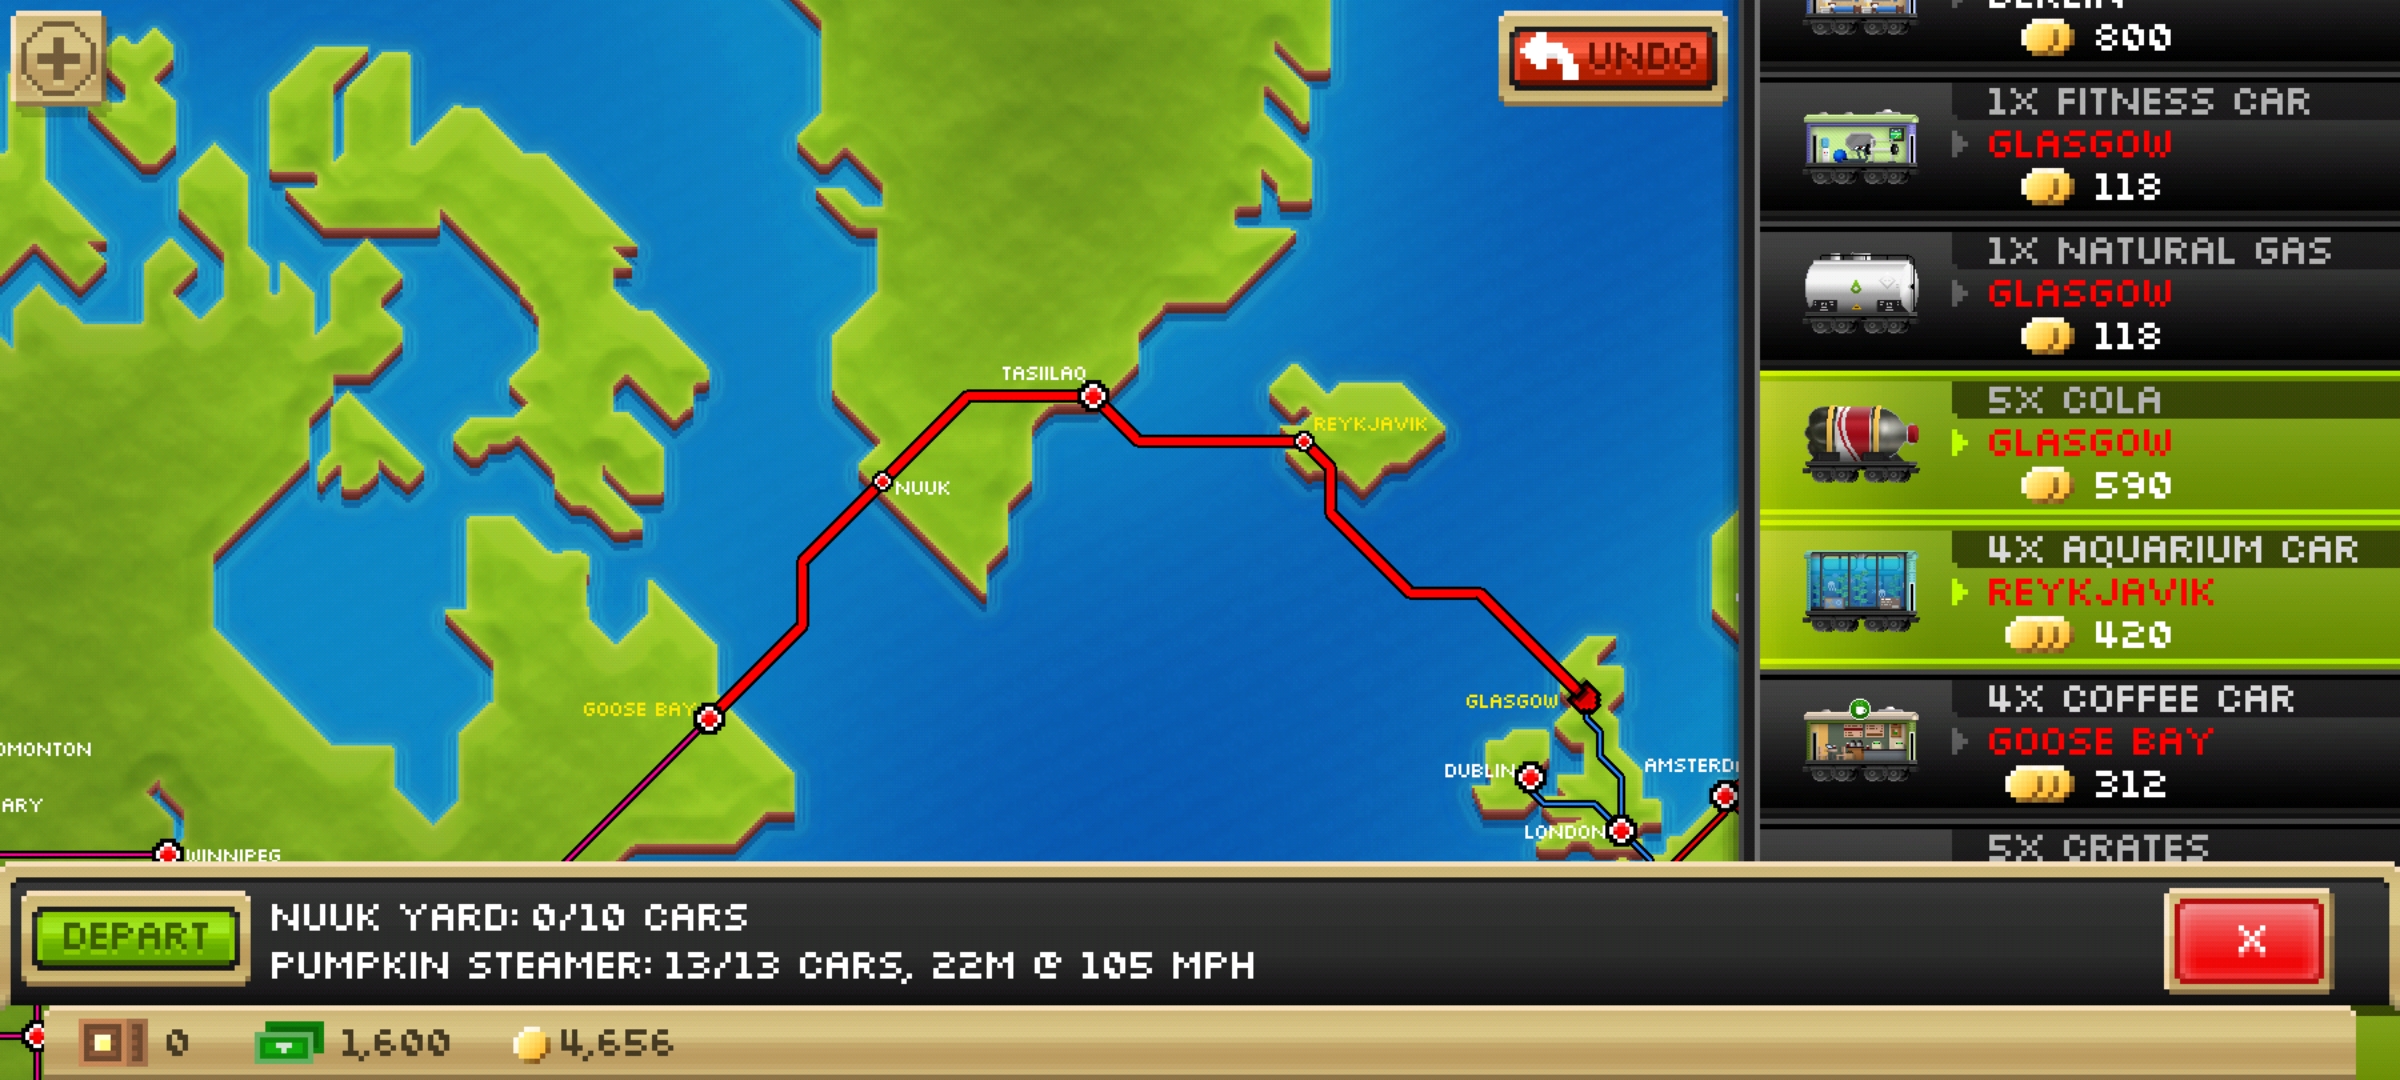 UNDO
BERLIN
800
1X FITNESS CAR
GLASGOW
118
1X NATURAL GAS
GLASGOW
118
5X COLA
GLASGOW
590
4X AQUARIUM CAR
REYKJAVIK
420
4X COFFEE CAR
GOOSE BAY
312
5X CRATES
TASIILAQ
REYKJAVIK
NUUK
GOOSE BAY
GLASGOW
DMONTON
ARY
DUBLIN
AMSTERD
LONDON
WINNIPEG
DEPART
NUUK YARD: 0/10 CARS
PUMPKIN STEAMER: 13/13 CARS, 22M @ 105 MPH
X
0
1,600
4,656